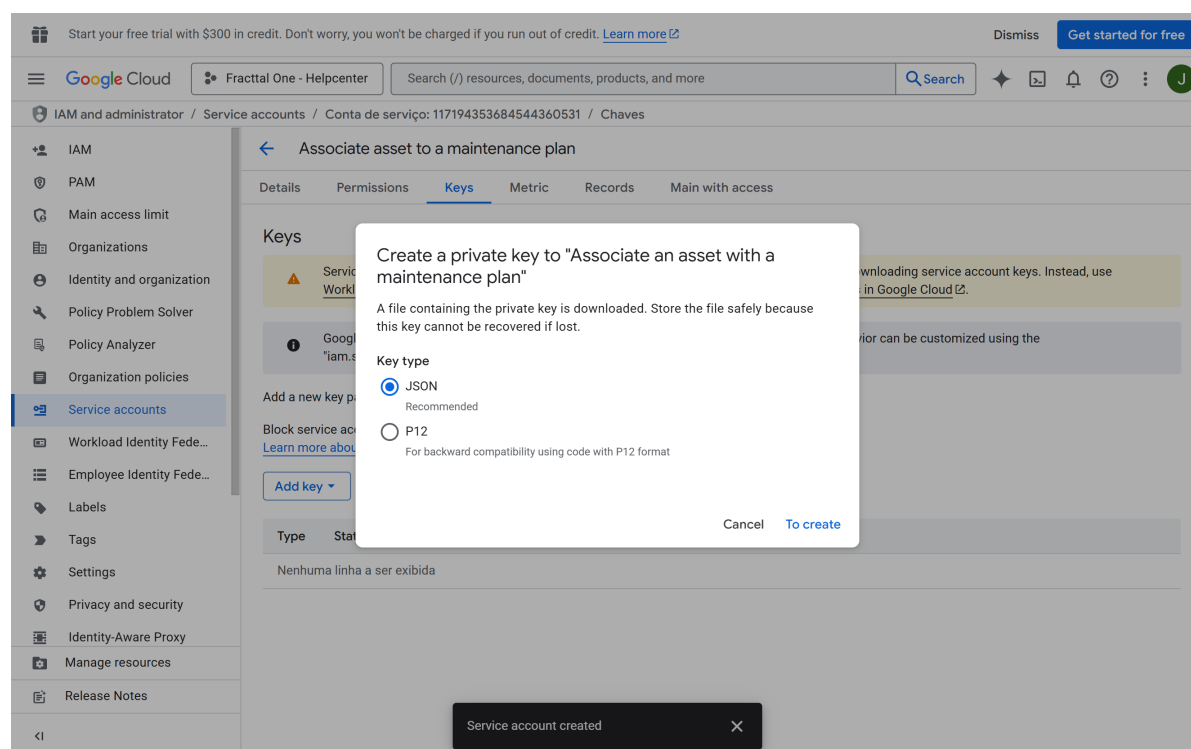 Start your free trial with $300 in credit. Don't worry, you won't be charged if you run out of credit. Learn more
Dismiss
Get started for free
Google Cloud
Fracttal One - Helpcenter
Search (/) resources, documents, products, and more
Search
J
IAM and administrator / Service accounts / Conta de serviço: 117194353684544360531 / Chaves
IAM
PAM
Main access limit
Organizations
Identity and organization
Policy Problem Solver
Policy Analyzer
Organization policies
Service accounts
Workload Identity Fede...
Employee Identity Fede...
Labels
Tags
Settings
Privacy and security
Identity-Aware Proxy
Manage resources
Release Notes
Associate asset to a maintenance plan
Details Permissions Keys Metric Records Main with access
Keys
ownloading service account keys. Instead, use
in Google Cloud
ior can be customized using the
"iam.s
Add a new key
Block service
Learn more
Add key
Type
Nenhuma linha a ser exibida
Create a private key to "Associate an asset with a
maintenance plan"
A file containing the private key is downloaded. Store the file safely because
this key cannot be recovered if lost.
Key type
JSON
Recommended
P12
For backward compatibility using code with P12 format
Cancel To create
Service account created